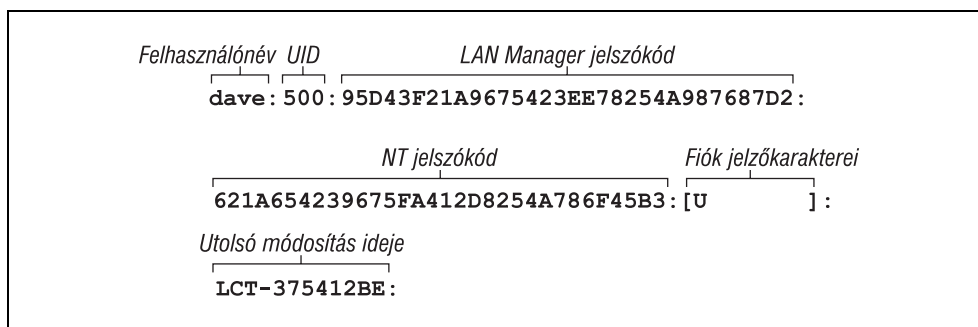 Felhasználónév UID LAN Manager jelszókód
dave:500:95D43F21A9675423EE78254A987687D2:
NT jelszókód Fiók jelzőkarakterei
621A654239675FA412D8254A786F45B3:[U ]:
Utolsó módosítás ideje
LCT-375412BE: